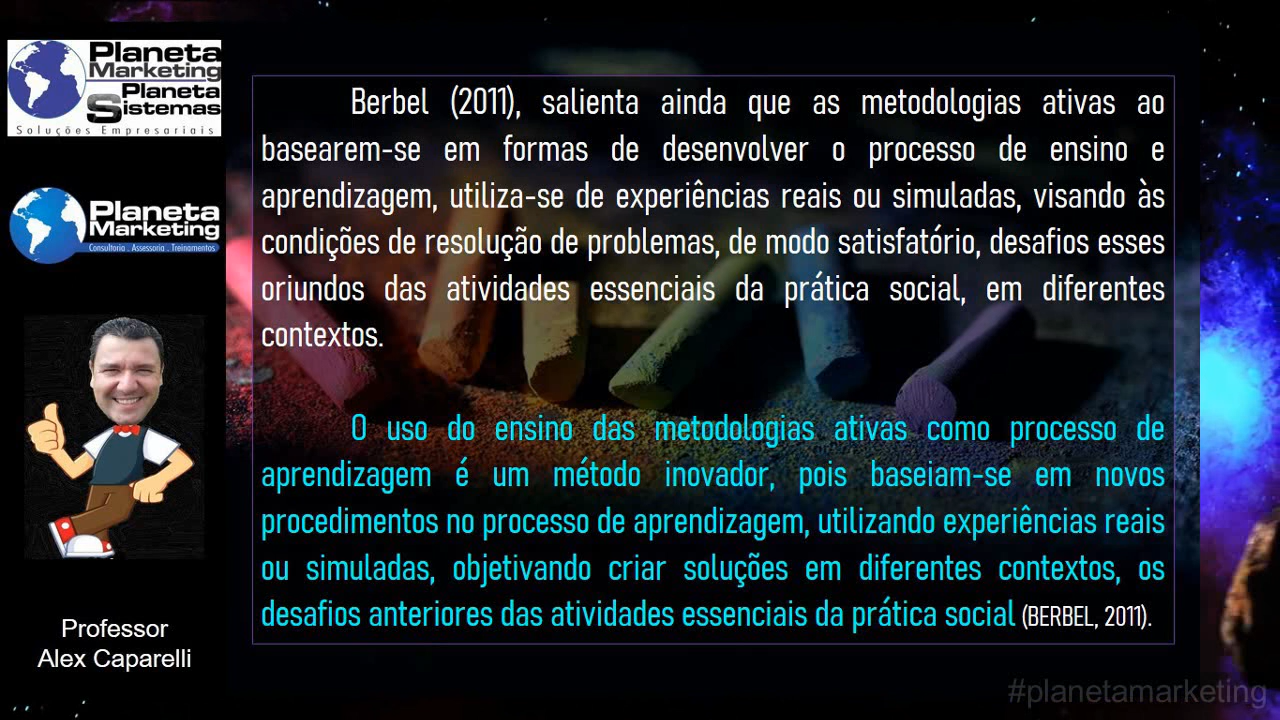 Planeta
Marketing
Planeta
Sistemas
Soluções Empresariais
Planeta
Marketing
Consultoria . Assessoria . Treinamentos
Professor
Alex Caparelli
Berbel (2011), salienta ainda que as metodologias ativas ao
basearem-se em formas de desenvolver o processo de ensino e
aprendizagem, utiliza-se de experiências reais ou simuladas, visando às
condições de resolução de problemas, de modo satisfatório, desafios esses
oriundos das atividades essenciais da prática social, em diferentes
contextos.
O uso do ensino das metodologias ativas como processo de
aprendizagem é um método inovador, pois baseiam-se em novos
procedimentos no processo de aprendizagem, utilizando experiências reais
ou simuladas, objetivando criar soluções em diferentes contextos, os
desafios anteriores das atividades essenciais da prática social (BERBEL, 2011).
#planetamarketing